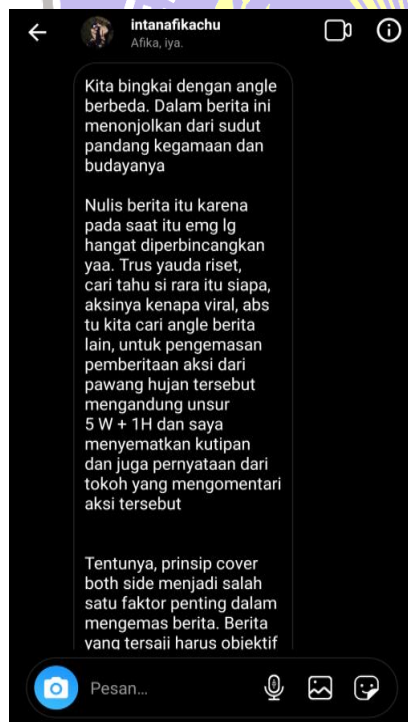 intanafikachu
Afika, iya.
Kita bingkai dengan angle
berbeda. Dalam berita ini
menonjolkan dari sudut
pandang kegamaan dan
budayanya
Nulis berita itu karena
pada saat itu emg lg
hangat diperbincangkan
yaa. Trus yauda riset,
cari tahu si rara itu siapa,
aksinya kenapa viral, abs
tu kita cari angle berita
lain, untuk pengemasan
pemberitaan aksi dari
pawang hujan tersebut
mengandung unsur
5 W + 1H dan saya
menyematkan kutipan
dan juga pernyataan dari
tokoh yang mengomentari
aksi tersebut
Tentunya, prinsip cover
both side menjadi salah
satu faktor penting dalam
mengemas berita. Berita
yang tersaji harus objektif
Pesan...